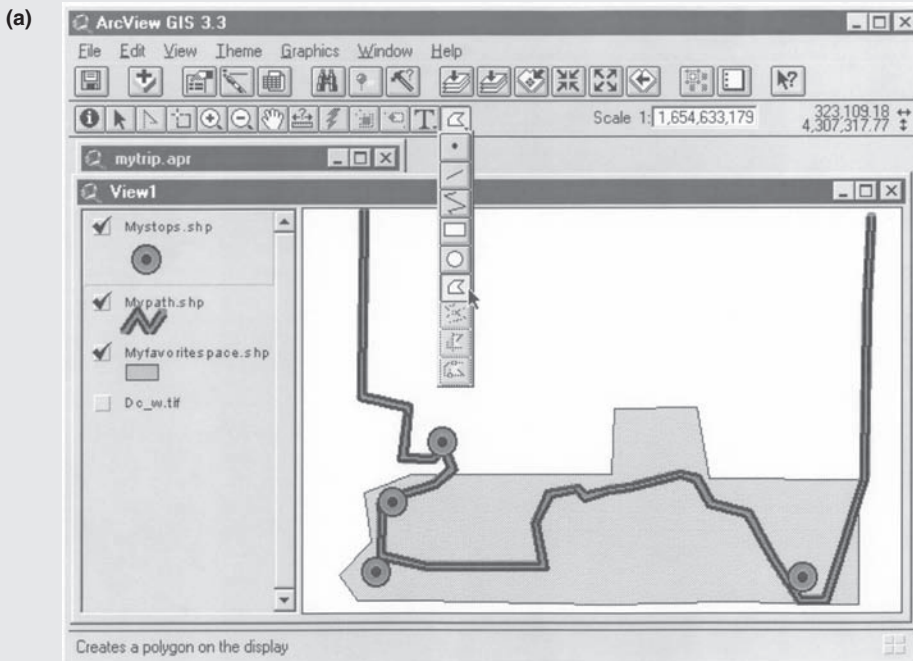 (a)
ArcView GIS 3.3
File Edit View Theme Graphics Window Help
Scale 1: 1,654,633,179
323,109.18
4,307,317.77
mytrip.apr
View1
Mystops.shp
Mypath.shp
Myfavoritespace.shp
Dc_w.tif
Creates a polygon on the display